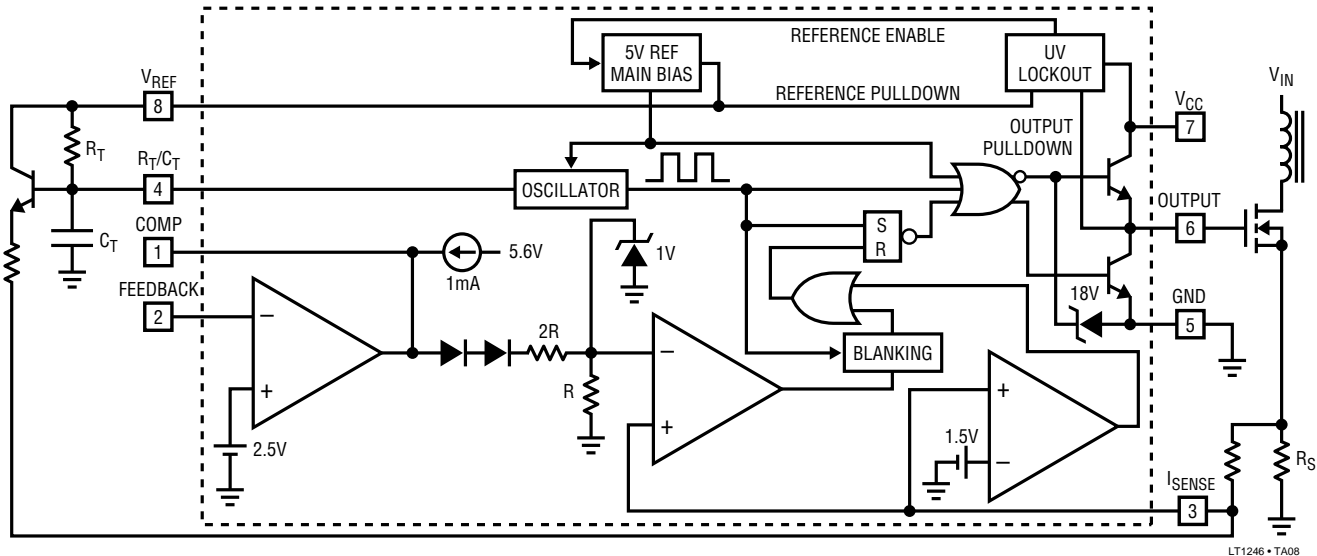 REFERENCE ENABLE
5V REF
MAIN BIAS
UV
LOCKOUT
V_IN
V_REF
8
REFERENCE PULLDOWN
V_CC
7
R_T
OUTPUT
PULLDOWN
R_T/C_T
4
OSCILLATOR
OUTPUT
6
COMP
1
C_T
5.6V
1mA
1V
S
R
FEEDBACK
2
−
18V
GND
5
2R
−
BLANKING
R
+
+
+
2.5V
1.5V
−
R_S
I_SENSE
3
LT1246 • TA08